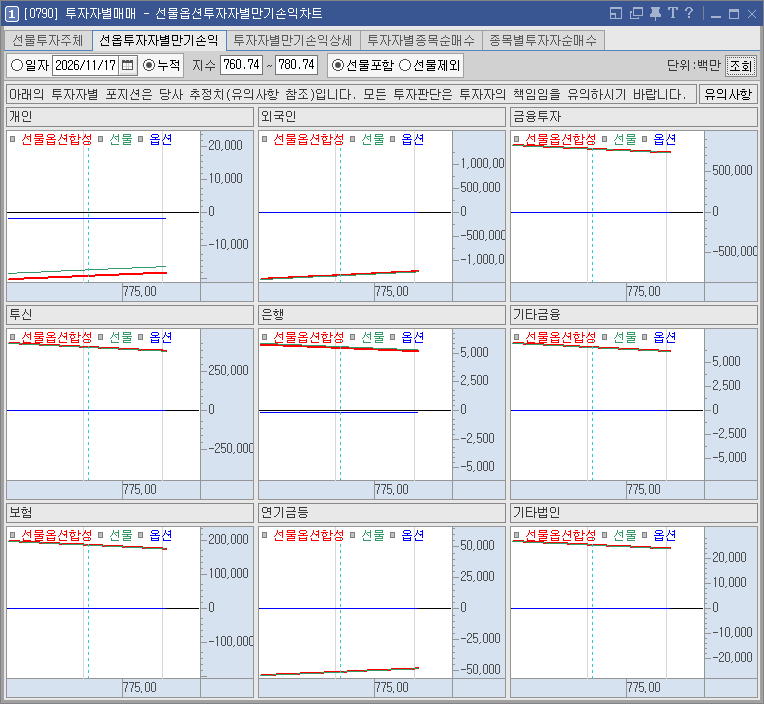 1 [0790] 투자자별매매 - 선물옵션투자자별만기손익차트 T ?
선물투자주체 선옵투자자별만기손익 투자자별만기손익상세 투자자별종목순매수 종목별투자자순매수
일자 2026/11/17 누적 지수 760.74 ~ 780.74 선물포함 선물제외 단위:백만 조회
아래의 투자자별 포지션은 당사 추정치(유의사항 참조)입니다. 모든 투자판단은 투자자의 책임임을 유의하시기 바랍니다. 유의사항
개인
선물옵션합성 선물 옵션
20,000
10,000
0
-10,000
775,00
외국인
선물옵션합성 선물 옵션
1,000,00
500,000
0
-500,000
-1,000,0
775,00
금융투자
선물옵션합성 선물 옵션
500,000
0
-500,000
775,00
투신
선물옵션합성 선물 옵션
250,000
0
-250,000
775,00
은행
선물옵션합성 선물 옵션
5,000
2,500
0
-2,500
-5,000
775,00
기타금융
선물옵션합성 선물 옵션
5,000
2,500
0
-2,500
-5,000
775,00
보험
선물옵션합성 선물 옵션
200,000
100,000
0
-100,000
775,00
연기금등
선물옵션합성 선물 옵션
50,000
25,000
0
-25,000
-50,000
775,00
기타법인
선물옵션합성 선물 옵션
20,000
10,000
0
-10,000
-20,000
775,00